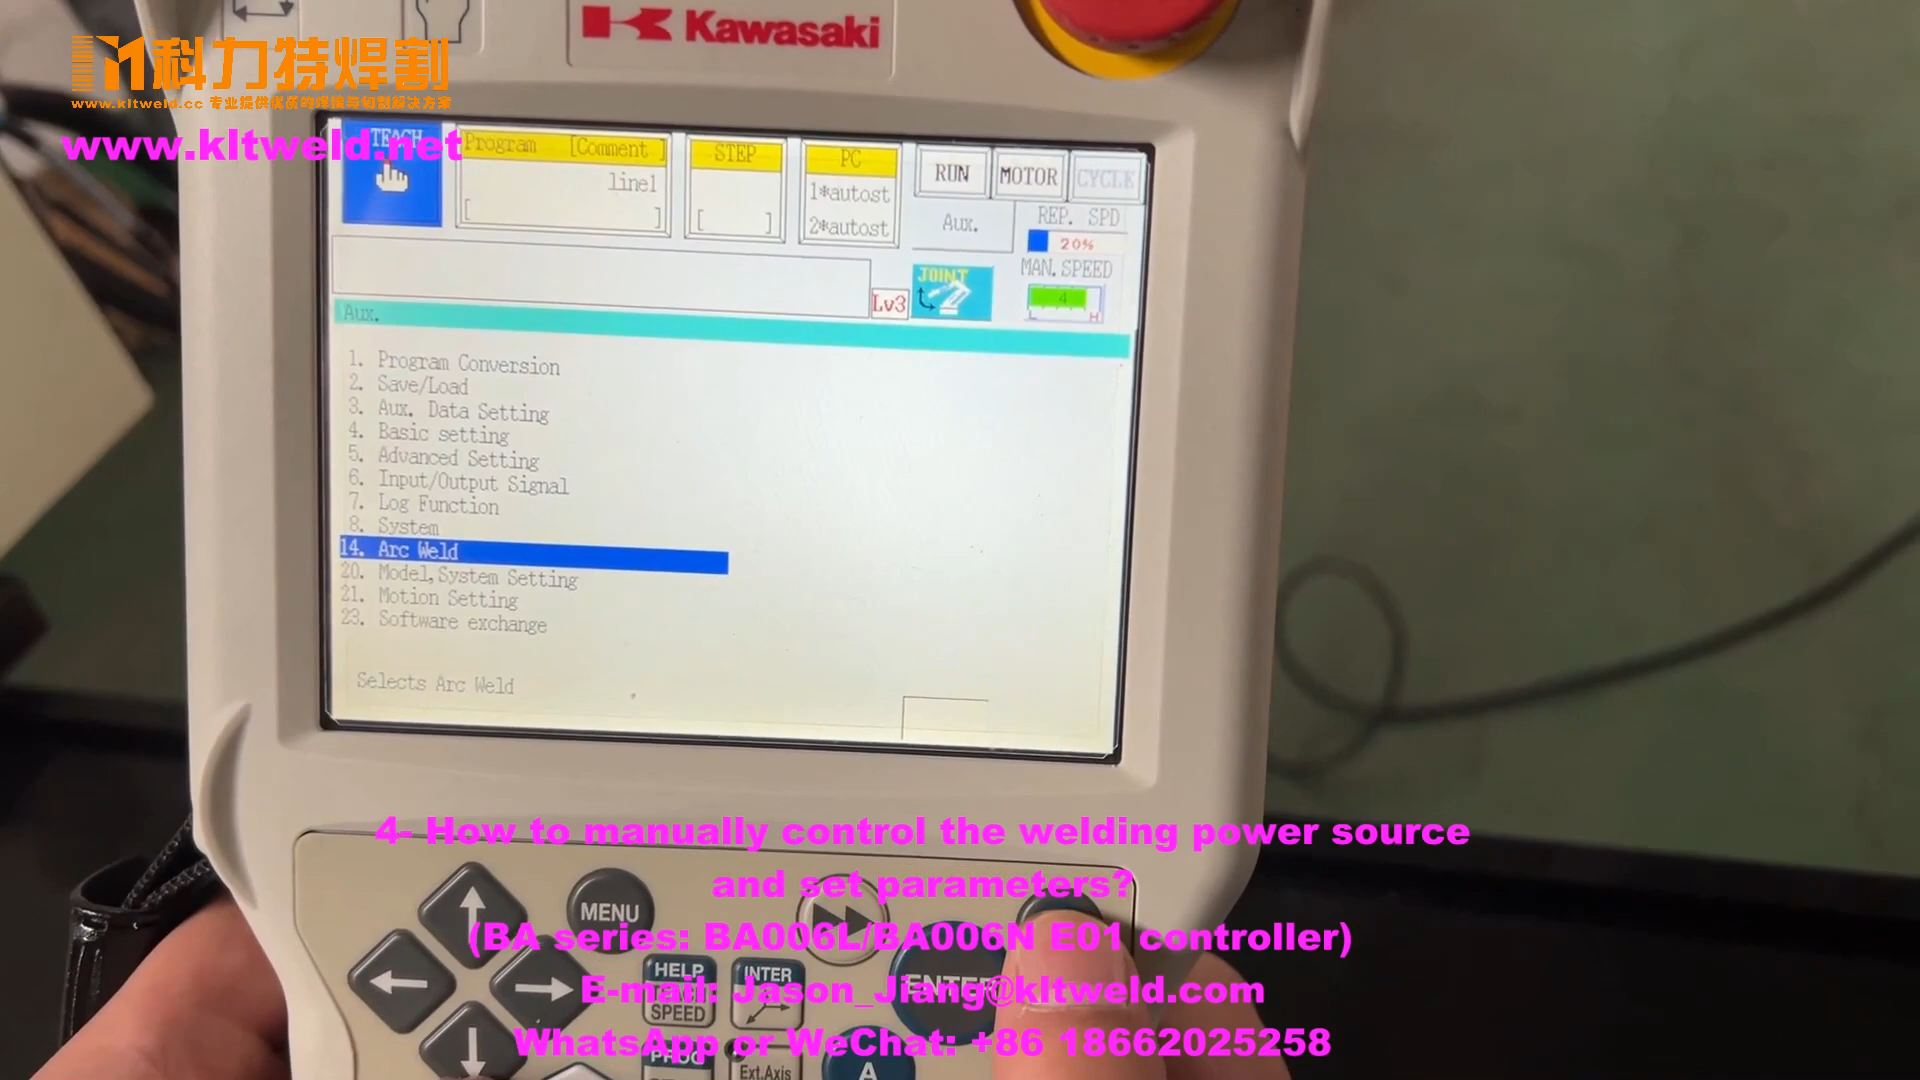 Kawasaki
科力特焊割
www.kltweld.cc 专业提供优质的焊接与切割解决方案
www.kltweld.net
TEACH
Program [Comment ]
line1
[ ]
STEP
[ ]
PC
1*autost
2*autost
RUN
MOTOR
CYCLE
Aux.
REP. SPD
20%
MAN.SPEED
4
L H
Lv3
JOINT
Aux.
1. Program Conversion
2. Save/Load
3. Aux. Data Setting
4. Basic setting
5. Advanced Setting
6. Input/Output Signal
7. Log Function
8. System
14. Arc Weld
20. Model,System Setting
21. Motion Setting
23. Software exchange
Selects Arc Weld
4- How to manually control the welding power source
and set parameters?
(BA series: BA006L/BA006N E01 controller)
E-mail: Jason_Jiang@kltweld.com
WhatsApp or WeChat: +86 18662025258
MENU
HELP
SPEED
INTER
ENTER
PROG
Ext.Axis
A